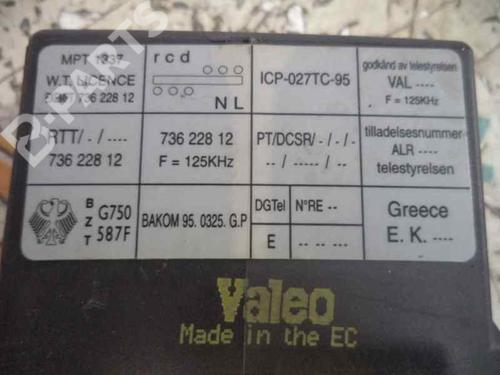 MPT 1337
W.T. LICENCE
736 228 12
r c d
N L
ICP-027TC-95
godkänd av telestyrelsen
VAL ----
F = 125KHz
RTT/ - / ----
736 228 12
736 228 12
F = 125KHz
PT/DCSR/ -- /
-- / ----- / --
tilladelsesnummer
ALR ----
telestyrelsen
B Z T
G750
587F
BAKOM 95. 0325. G.P
DGTel
N°RE --
E
-- -- ---
Greece
E. K. ----
Valeo
Made in the EC
B-PARTS